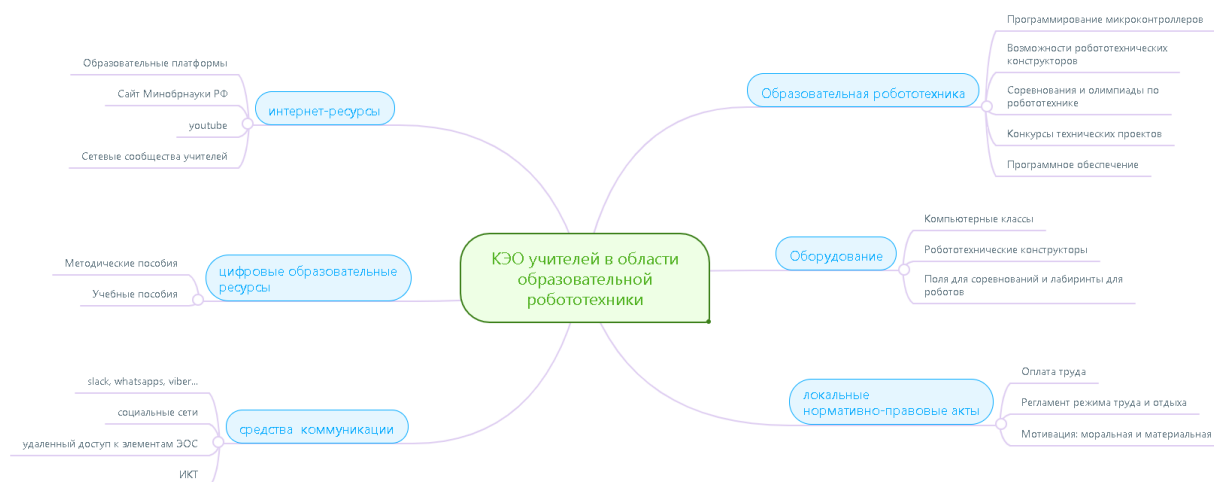 КЭО учителей в области
образовательной
робототехники
интернет-ресурсы
Образовательные платформы
Сайт Минобрнауки РФ
youtube
Сетевые сообщества учителей
цифровые образовательные
ресурсы
Методические пособия
Учебные пособия
средства коммуникации
slack, whatsapps, viber...
социальные сети
удаленный доступ к элементам ЭОС
ИКТ
Образовательная робототехника
Программирование микроконтроллеров
Возможности робототехнических
конструкторов
Соревнования и олимпиады по
робототехнике
Конкурсы технических проектов
Программное обеспечение
Оборудование
Компьютерные классы
Робототехнические конструкторы
Поля для соревнований и лабиринты для
роботов
локальные
нормативно-правовые акты
Оплата труда
Регламент режима труда и отдыха
Мотивация: моральная и материальная